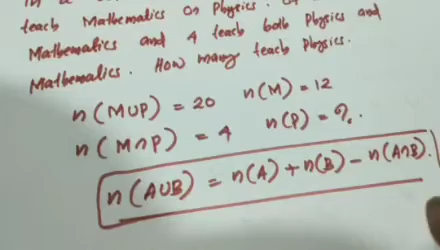 teach Mathematics or Physics.
Mathematics and 4 teach both Physics and
Mathematics. How many teach physics.
n(M∪P) = 20 n(M) = 12
n(M∩P) = 4 n(P) = ?.
n(A∪B) = n(A) + n(B) - n(A∩B).